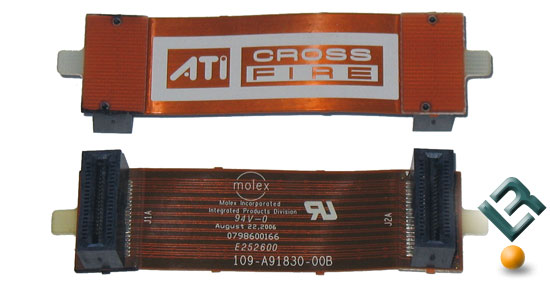 ATI CROSS
FIRE
molex
Molex Incorporated
Integrated Products Division
94V-0
August 22,2006
0798600166
E252600
109-A91830-00B
J1A
J2A
LR